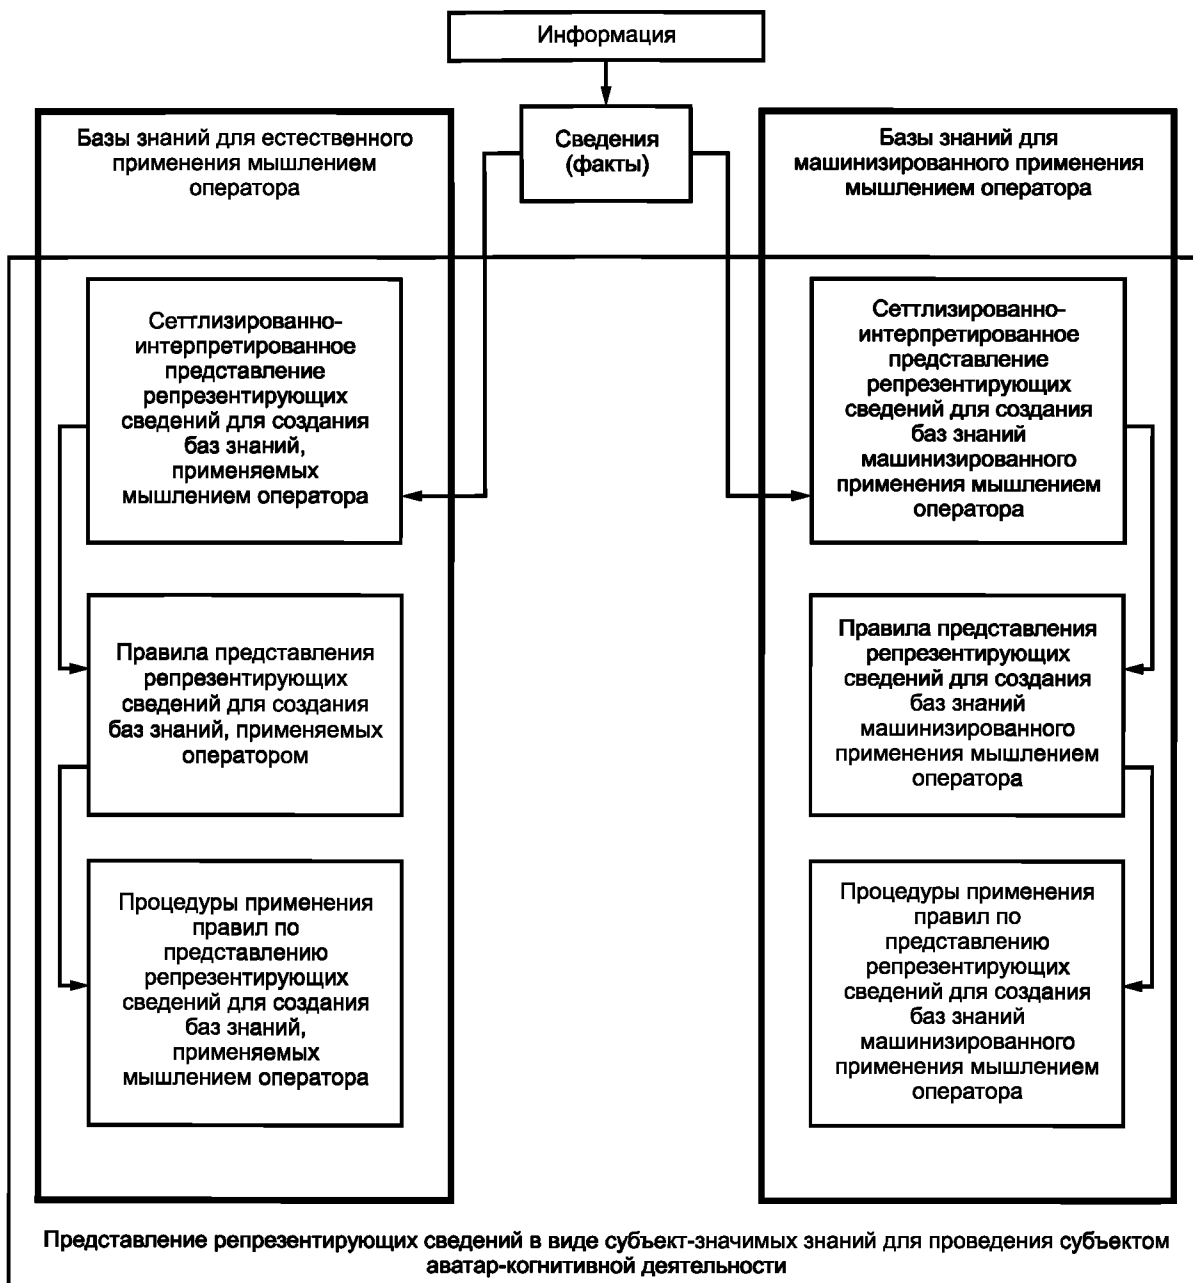 Информация
Сведения
(факты)
Базы знаний для естественного
применения мышлением
оператора
Базы знаний для
машинизированного применения
мышлением оператора
Сеттлизированно-
интерпретированное
представление
репрезентирующих
сведений для создания
баз знаний,
применяемых
мышлением оператора
Сеттлизированно-
интерпретированное
представление
репрезентирующих
сведений для создания
баз знаний
машинизированного
применения мышлением
оператора
Правила представления
репрезентирующих
сведений для создания
баз знаний, применяемых
оператором
Правила представления
репрезентирующих
сведений для создания
баз знаний
машинизированного
применения мышлением
оператора
Процедуры применения
правил по
представлению
репрезентирующих
сведений для создания
баз знаний,
применяемых
мышлением оператора
Процедуры применения
правил по
представлению
репрезентирующих
сведений для создания
баз знаний
машинизированного
применения мышлением
оператора
Представление репрезентирующих сведений в виде субъект-значимых знаний для проведения субъектом
аватар-когнитивной деятельности